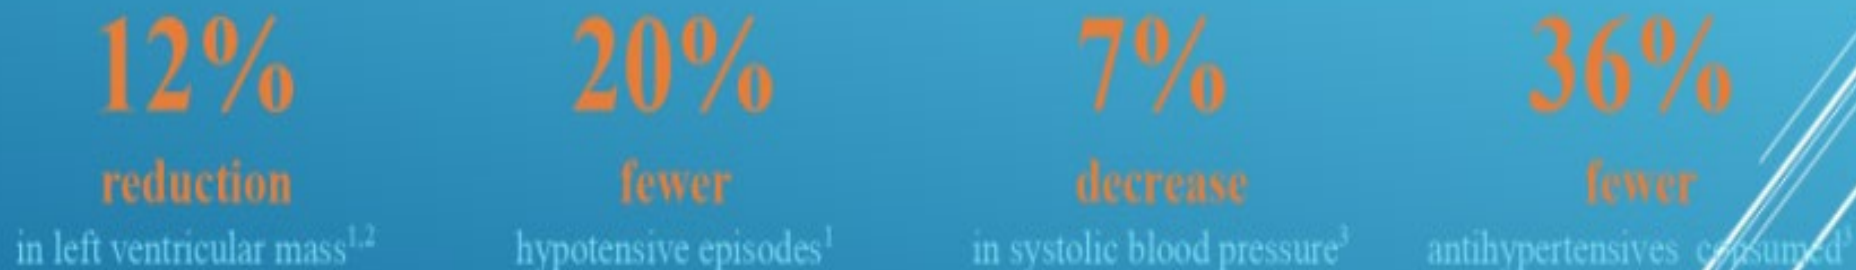 12% 20% 7% 36%
reduction fewer decrease fewer
in left ventricular mass1,2 hypotensive episodes1 in systolic blood pressure3 antihypertensives consumed3